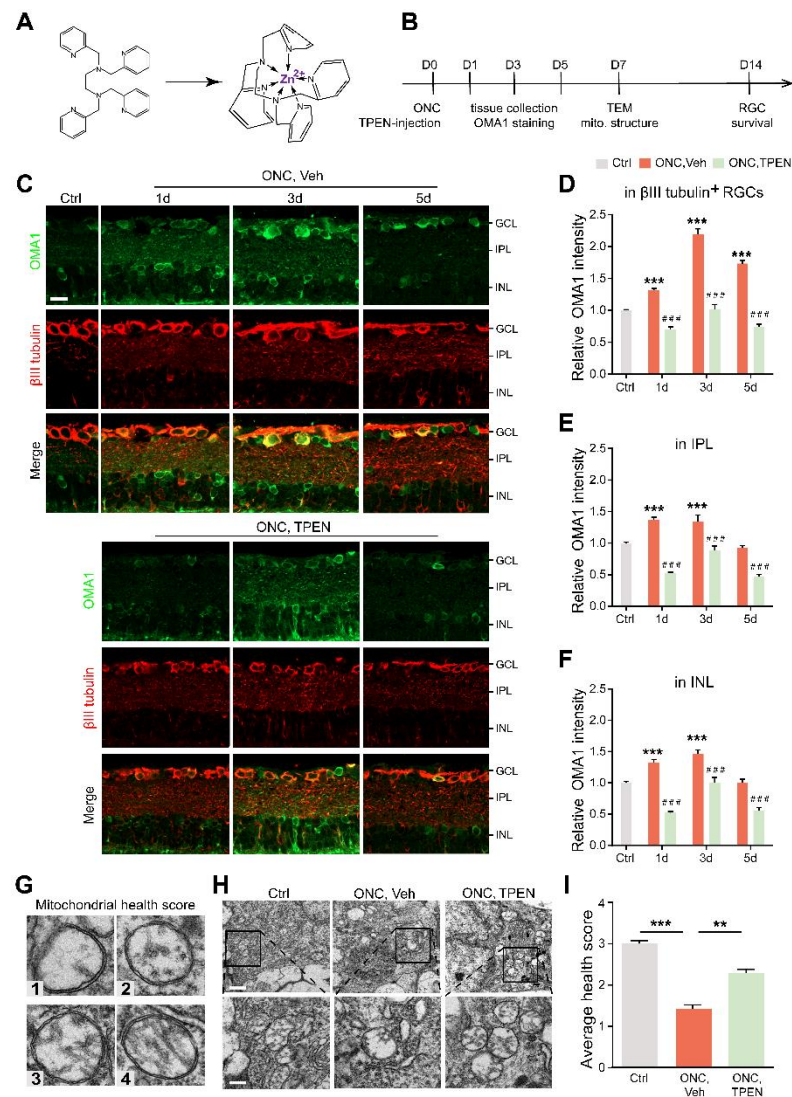 A
N
N
N
N
N
N
N
N
N
N
N
N
Zn2+
B
D0 D1 D3 D5 D7 D14
ONC tissue collection TEM RGC
TPEN-injection OMA1 staining mito. structure survival
Ctrl ONC,Veh ONC,TPEN
C
ONC, Veh
Ctrl 1d 3d 5d
OMA1
GCL
IPL
INL
βIII tubulin
GCL
IPL
INL
Merge
GCL
IPL
INL
ONC, TPEN
OMA1
GCL
IPL
INL
βIII tubulin
GCL
IPL
INL
Merge
GCL
IPL
INL
D
in βIII tubulin+ RGCs
Relative OMA1 intensity
2.5
2.0
1.5
1.0
0.5
0.0
*** *** ***
### ### ###
Ctrl 1d 3d 5d
E
in IPL
Relative OMA1 intensity
2.5
2.0
1.5
1.0
0.5
0.0
*** ***
### ### ###
Ctrl 1d 3d 5d
F
in INL
Relative OMA1 intensity
2.5
2.0
1.5
1.0
0.5
0.0
*** ***
### ### ###
Ctrl 1d 3d 5d
G
Mitochondrial health score
1 2
3 4
H
Ctrl ONC, Veh ONC, TPEN
I
Average health score
4
3
2
1
*** **
Ctrl ONC, ONC,
Veh TPEN